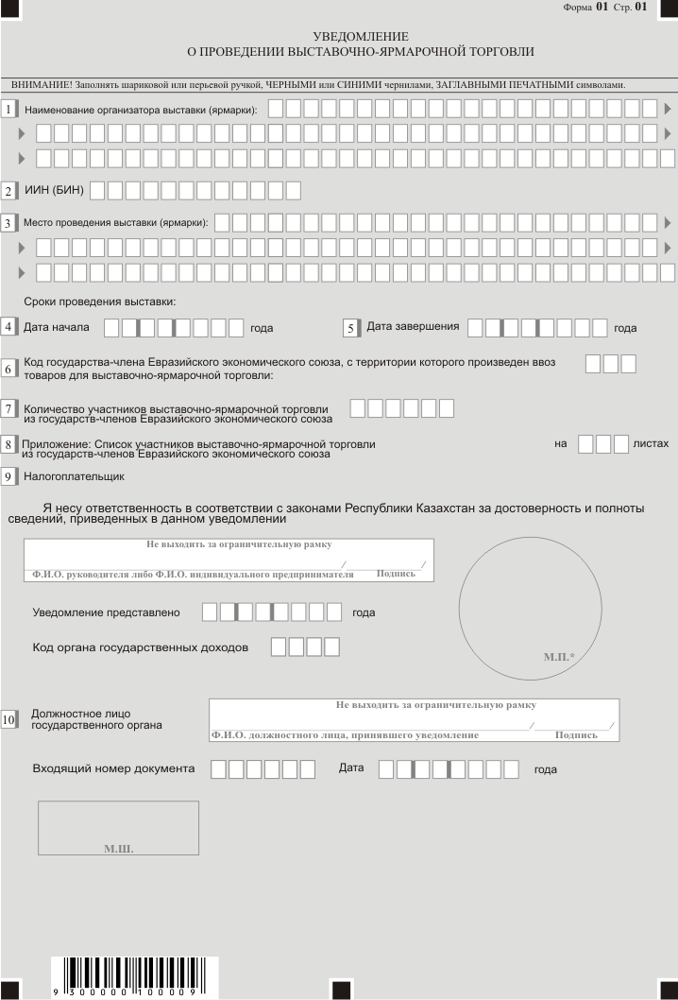 Форма 01 Стр. 01
УВЕДОМЛЕНИЕ
О ПРОВЕДЕНИИ ВЫСТАВОЧНО-ЯРМАРОЧНОЙ ТОРГОВЛИ
ВНИМАНИЕ! Заполнять шариковой или перьевой ручкой, ЧЕРНЫМИ или СИНИМИ чернилами, ЗАГЛАВНЫМИ ПЕЧАТНЫМИ символами.
1 Наименование организатора выставки (ярмарки):
2 ИИН (БИН)
3 Место проведения выставки (ярмарки):
Сроки проведения выставки:
4 Дата начала года 5 Дата завершения года
6 Код государства-члена Евразийского экономического союза, с территории которого произведен ввоз
товаров для выставочно-ярмарочной торговли:
7 Количество участников выставочно-ярмарочной торговли
из государств-членов Евразийского экономического союза
8 Приложение: Список участников выставочно-ярмарочной торговли на листах
из государств-членов Евразийского экономического союза
9 Налогоплательщик
Я несу ответственность в соответствии с законами Республики Казахстан за достоверность и полноты
сведений, приведенных в данном уведомлении
Не выходить за ограничительную рамку
/ /
Ф.И.О. руководителя либо Ф.И.О. индивидуального предпринимателя Подпись
Уведомление представлено года
Код органа государственных доходов
М.П.*
Не выходить за ограничительную рамку
10 Должностное лицо
государственного органа
/ /
Ф.И.О. должностного лица, принявшего уведомление Подпись
Входящий номер документа Дата года
М.Ш.
9 300000 100009